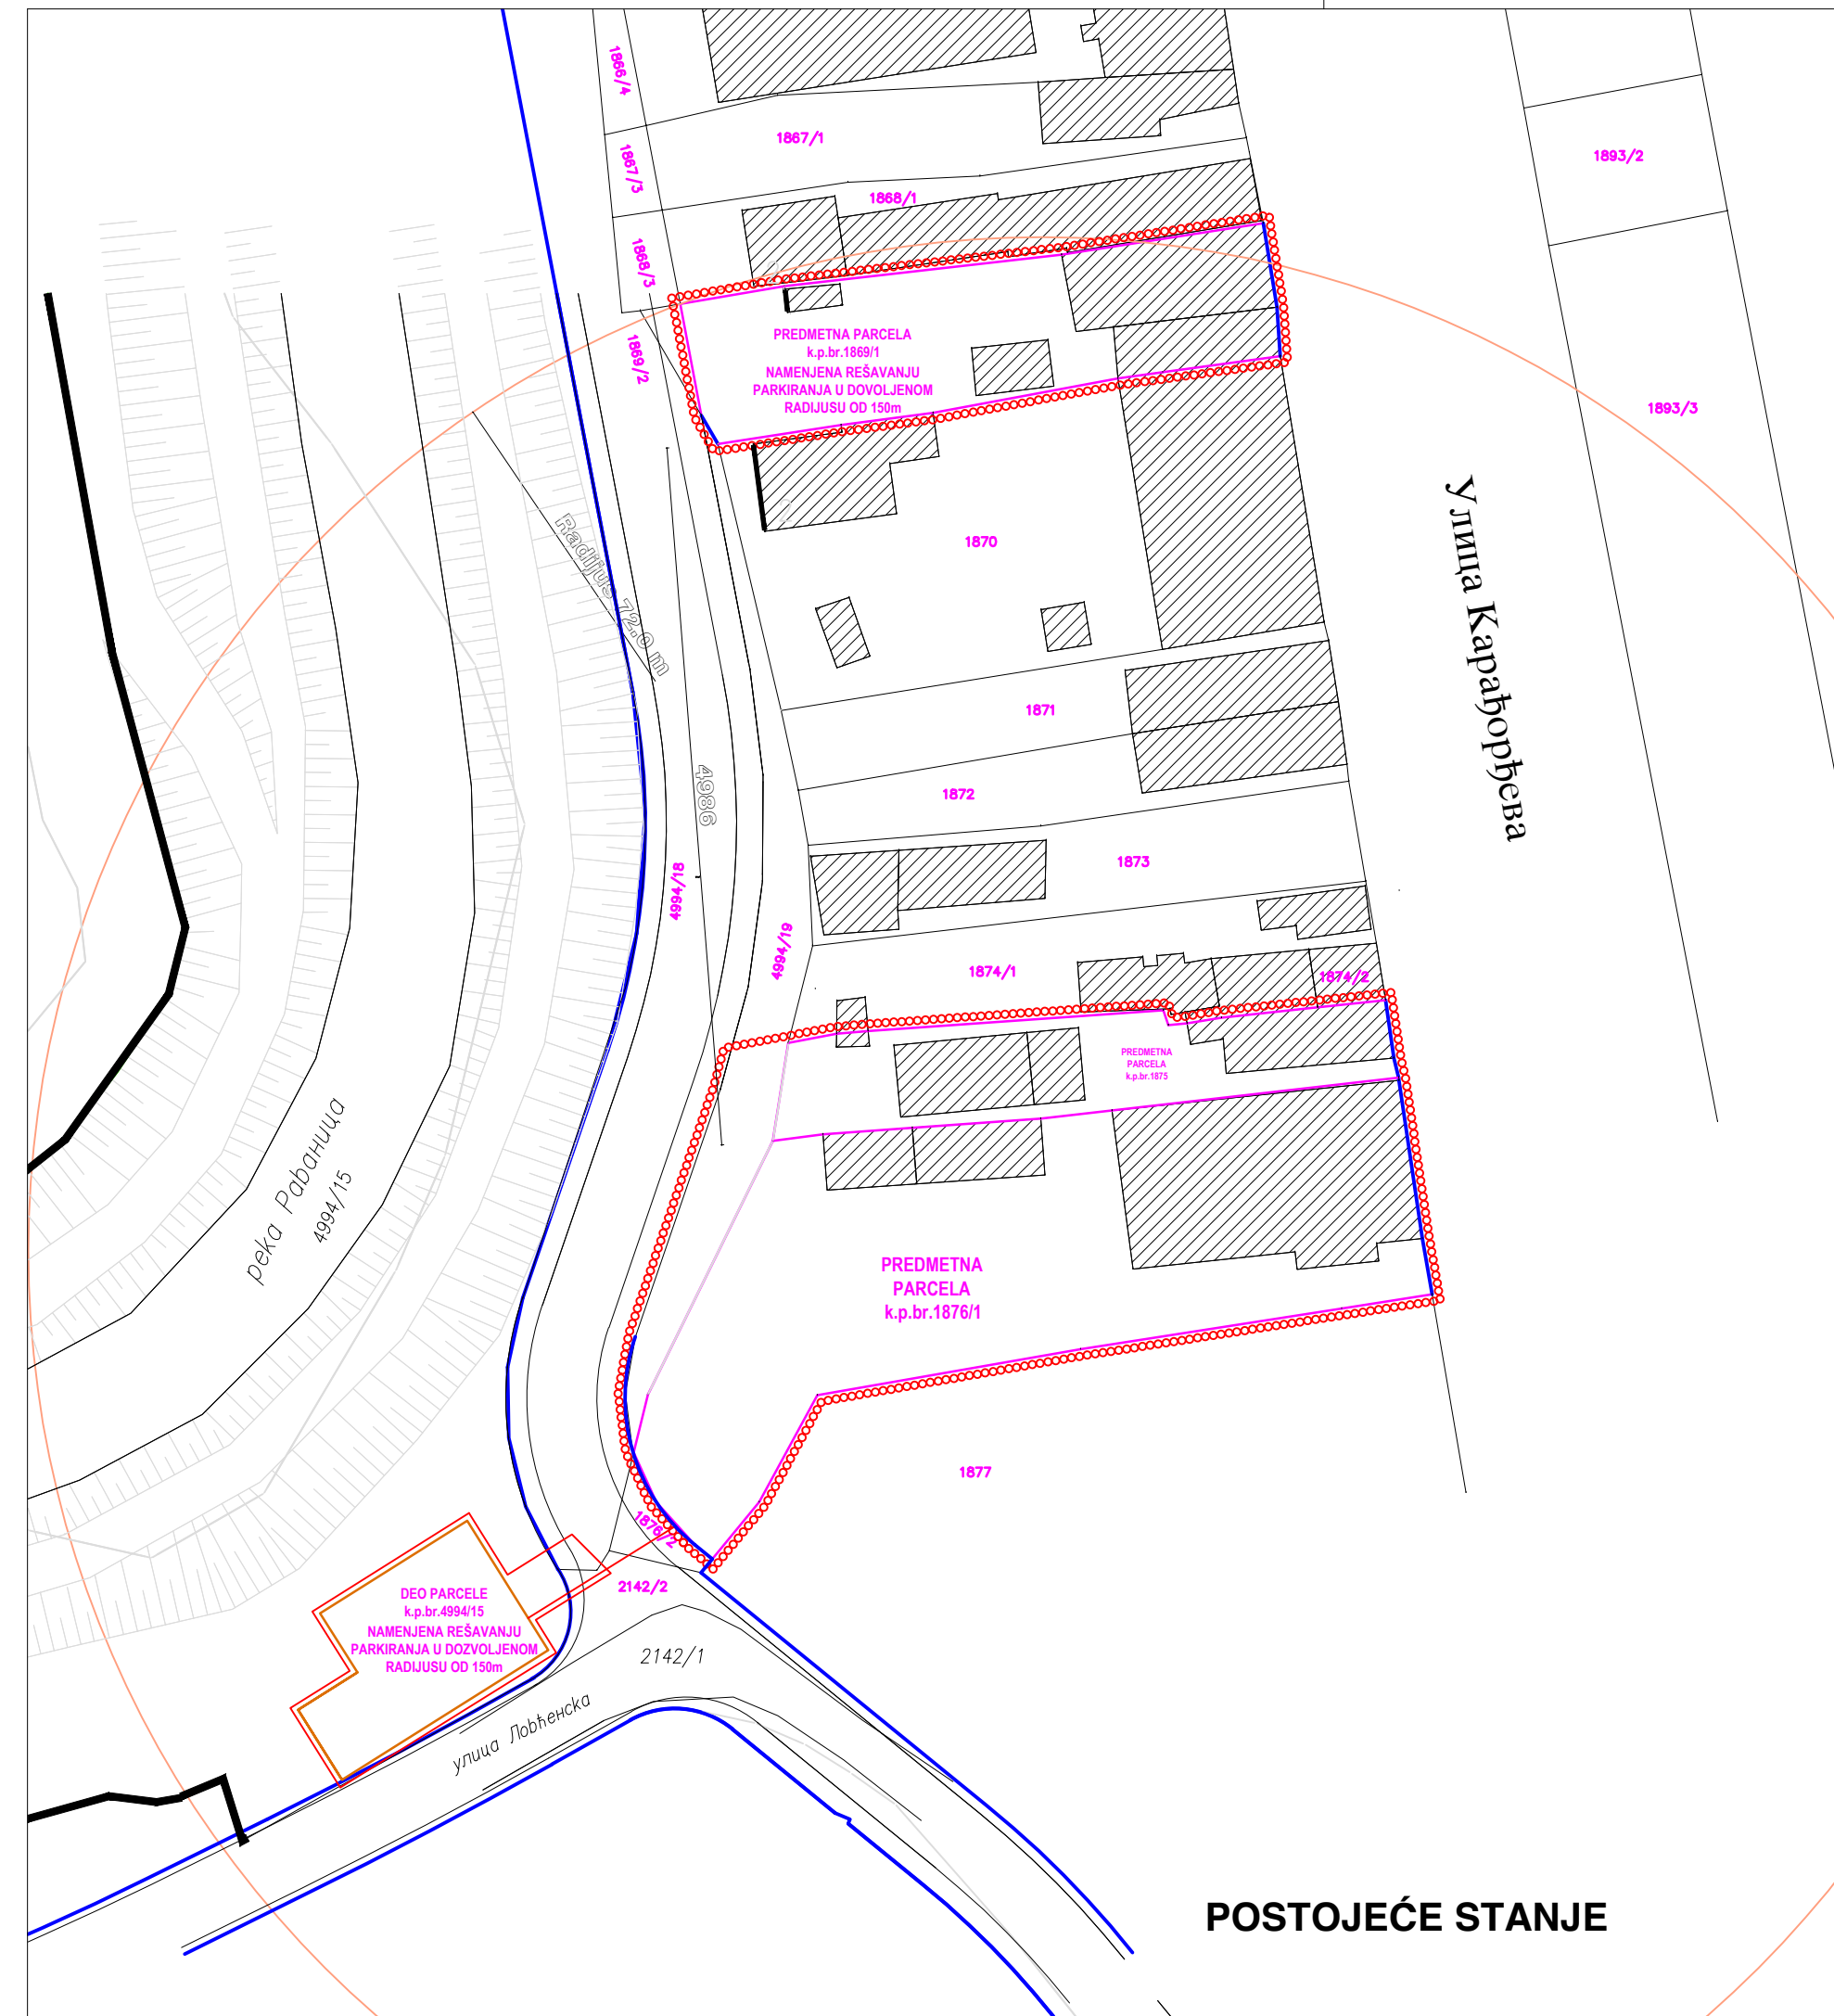 1866/4
1867/1
1867/3
1893/2
1868/1
1868/3
1869/2
PREDMETNA PARCELA
k.p.br.1869/1
NAMENJENA REŠAVANJU
PARKIRANJA U DOVOLJENOM
RADIJUSU OD 150m
1893/3
Улица Карађорђева
Radijus 72.0 m
1870
1871
4986
1872
4994/18
1873
4994/19
1874/1
1874/2
PREDMETNA
PARCELA
k.p.br.1875
река Раваница
4994/15
PREDMETNA
PARCELA
k.p.br.1876/1
1877
1876/2
2142/2
DEO PARCELE
k.p.br.4994/15
NAMENJENA REŠAVANJU
PARKIRANJA U DOZVOLJENOM
RADIJUSU OD 150m
2142/1
улица Ловћенска
POSTOJEĆE STANJE